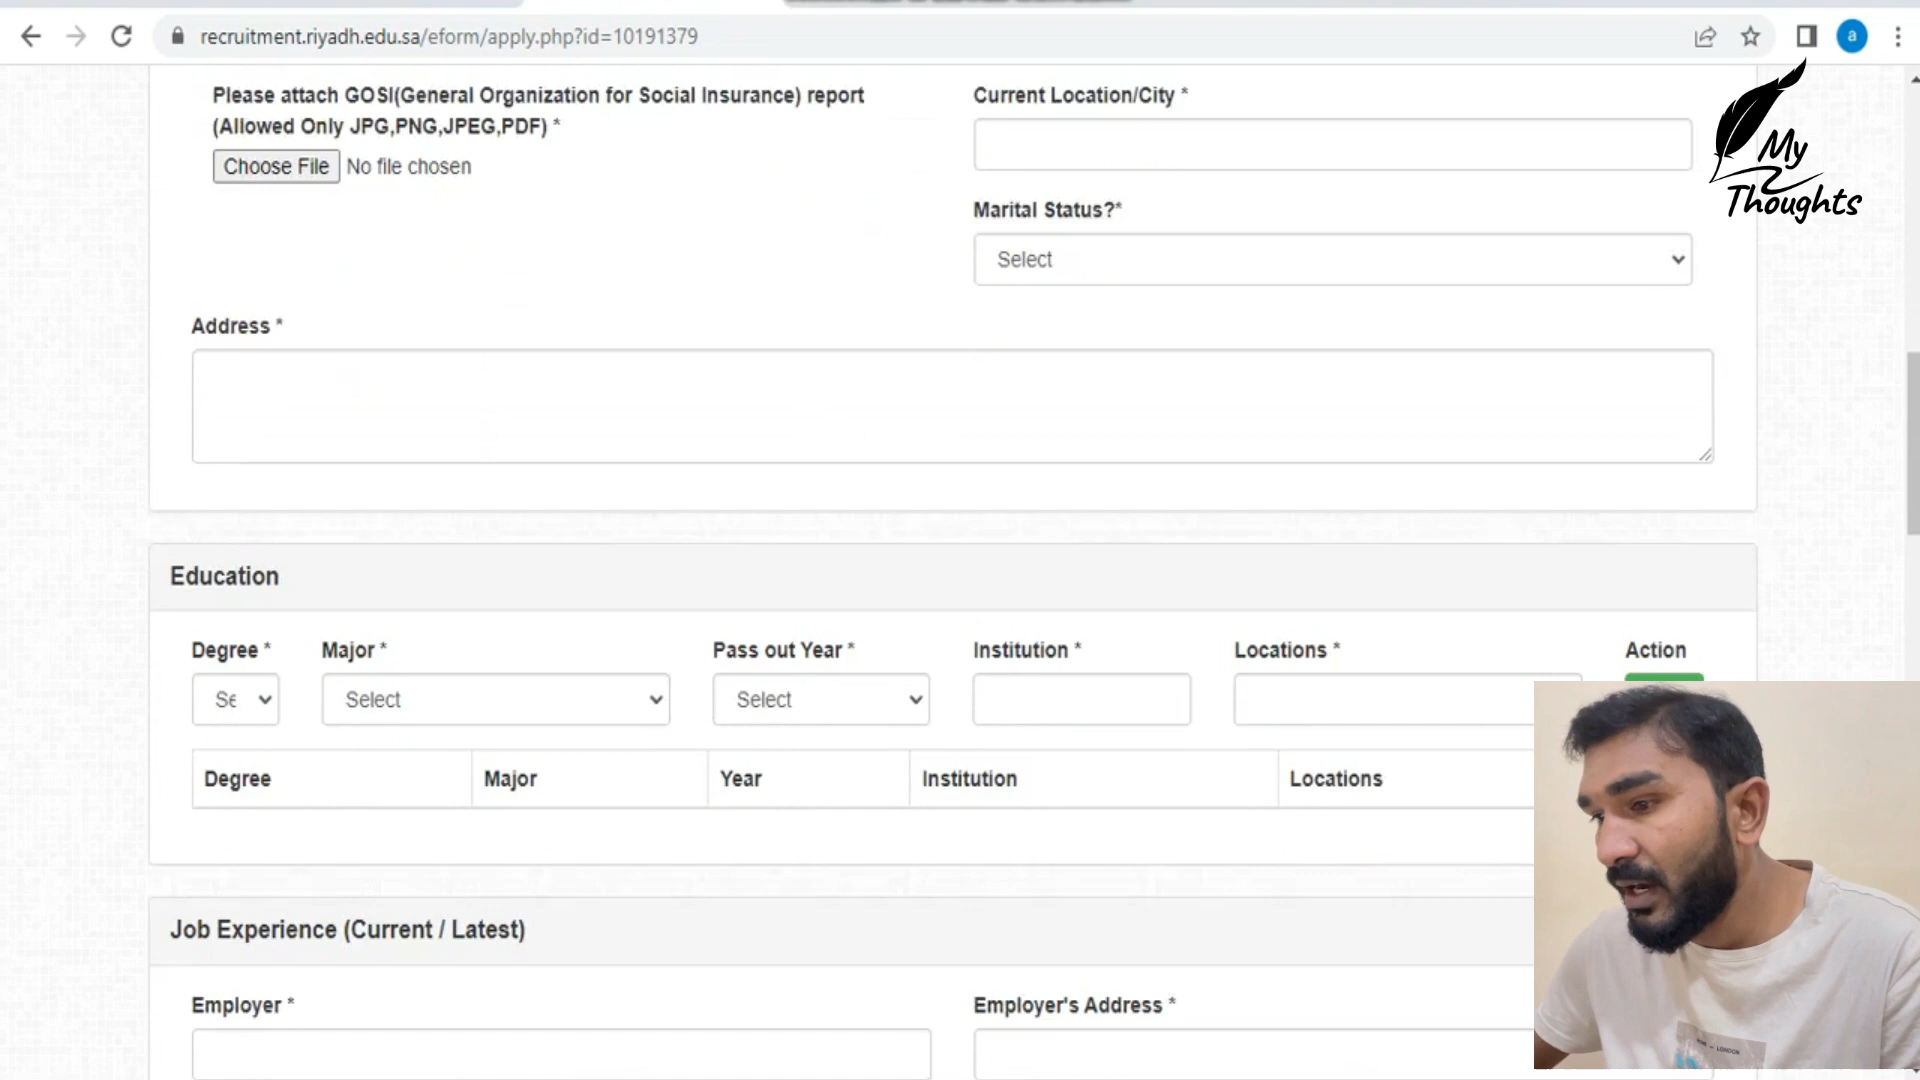 recruitment.riyadh.edu.sa/eform/apply.php?id=10191379
a
Please attach GOSI(General Organization for Social Insurance) report
(Allowed Only JPG,PNG,JPEG,PDF) *
Choose File No file chosen
Current Location/City *
My
Thoughts
Marital Status?*
Select
Address *
Education
Degree * Major * Pass out Year * Institution * Locations * Action
Se Select Select
Degree Major Year Institution Locations
Job Experience (Current / Latest)
Employer * Employer's Address *
LONDON